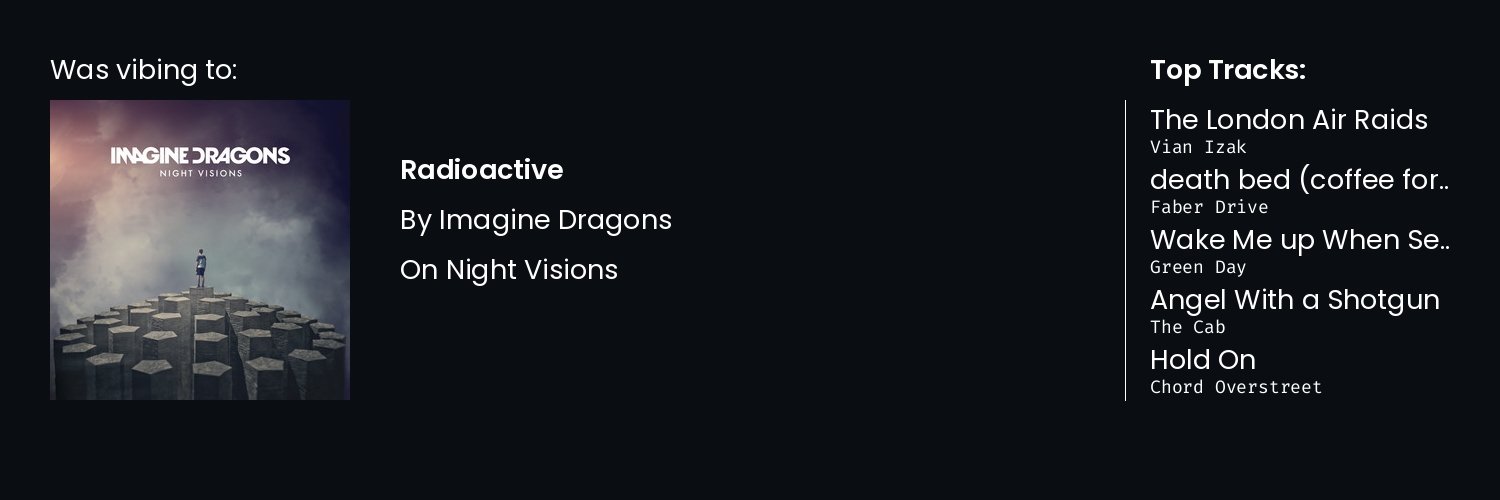 Was vibing to:
IMAGINE DRAGONS
NIGHT VISIONS
Radioactive
By Imagine Dragons
On Night Visions
Top Tracks:
The London Air Raids
Vian Izak
death bed (coffee for..
Faber Drive
Wake Me up When Se..
Green Day
Angel With a Shotgun
The Cab
Hold On
Chord Overstreet